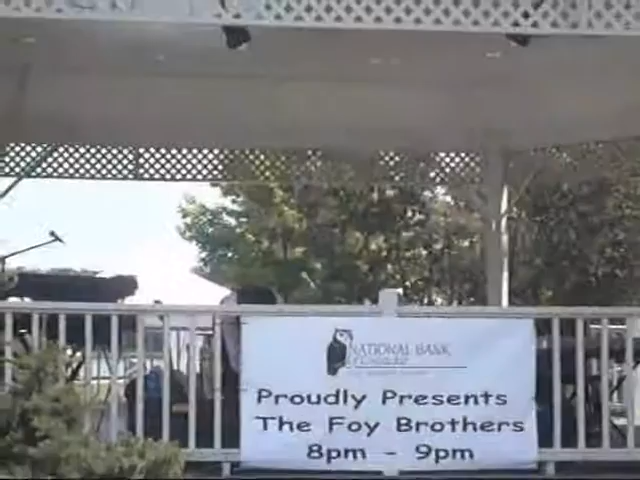 NATIONAL BANK
Proudly Presents
The Foy Brothers
8pm - 9pm